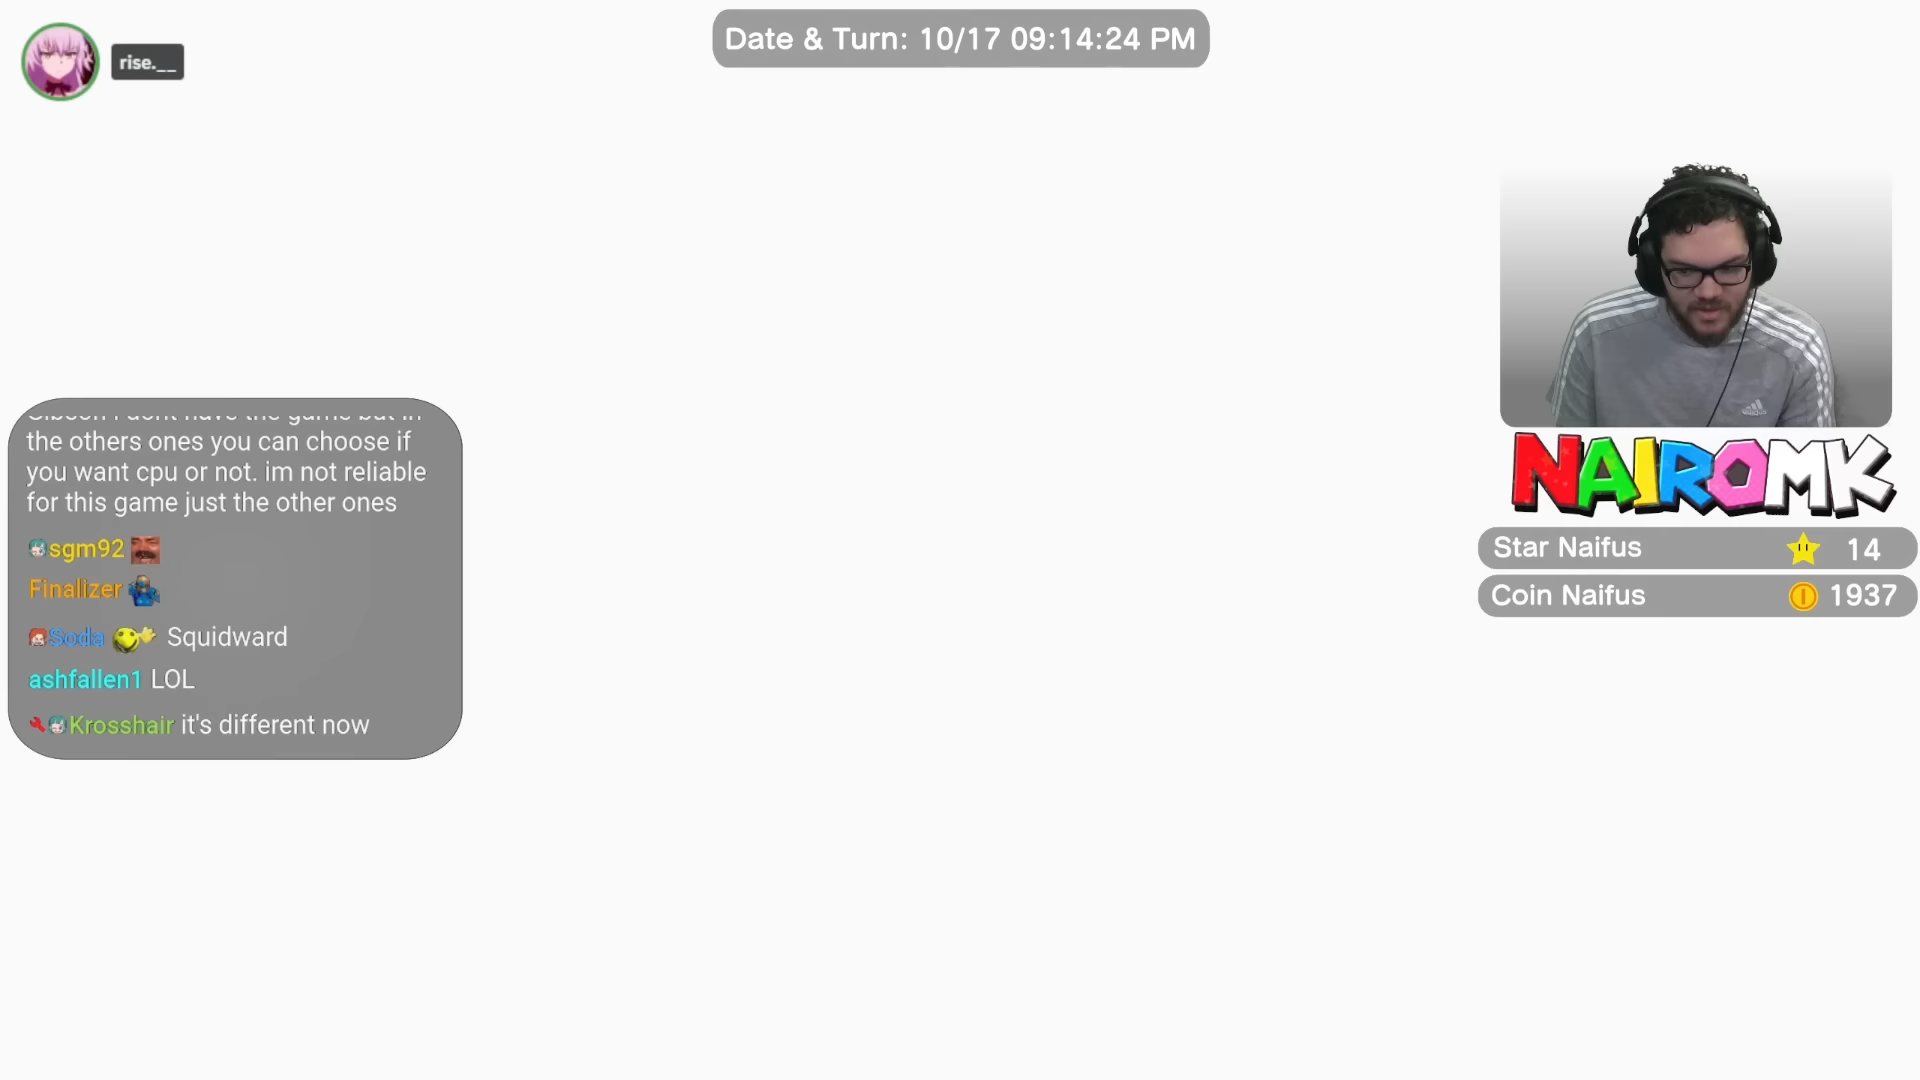 Date & Turn: 10/17 09:14:24 PM
rise.__
the others ones you can choose if
you want cpu or not. im not reliable
for this game just the other ones
sgm92
Finalizer
Soda Squidward
ashfallen1 LOL
Krosshair it's different now
adidas
NAIROMK
Star Naifus 14
Coin Naifus 1937